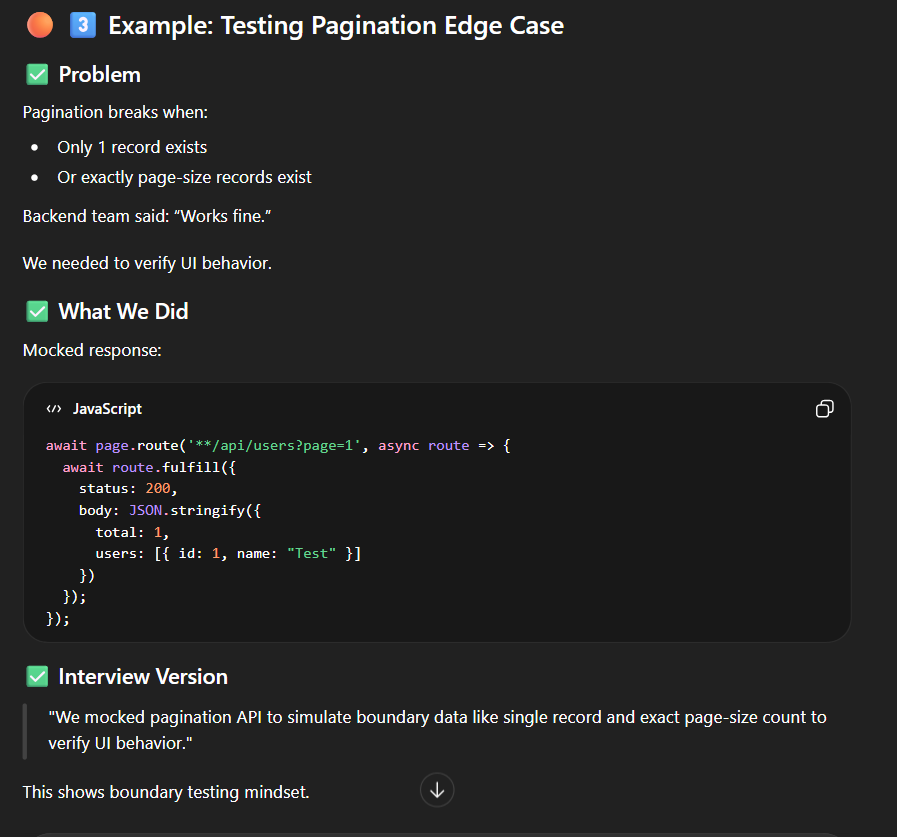 3 Example: Testing Pagination Edge Case
Problem
Pagination breaks when:
• Only 1 record exists
• Or exactly page-size records exist
Backend team said: “Works fine.”
We needed to verify UI behavior.
What We Did
Mocked response:
</> JavaScript
await page.route('**/api/users?page=1', async route => {
  await route.fulfill({
    status: 200,
    body: JSON.stringify({
      total: 1,
      users: [{ id: 1, name: "Test" }]
    })
  });
});
Interview Version
"We mocked pagination API to simulate boundary data like single record and exact page-size count to
verify UI behavior."
This shows boundary testing mindset.